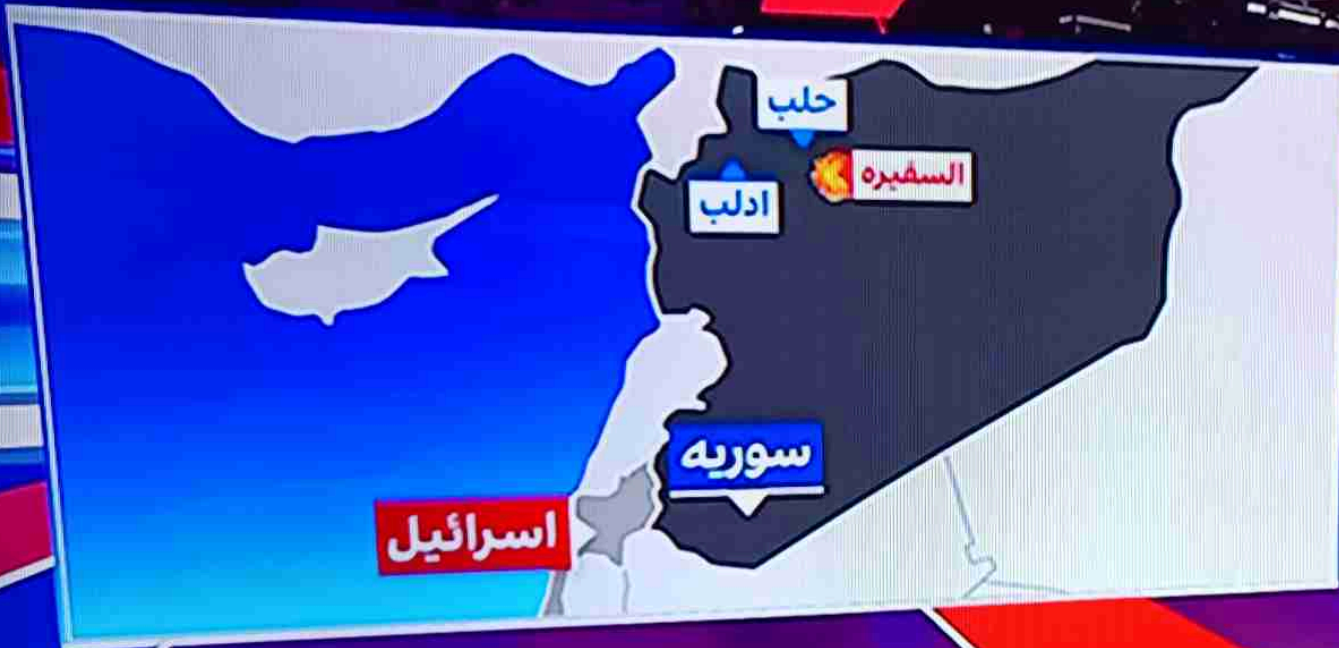 حلب
السفيره
ادلب
سوريه
اسرائيل